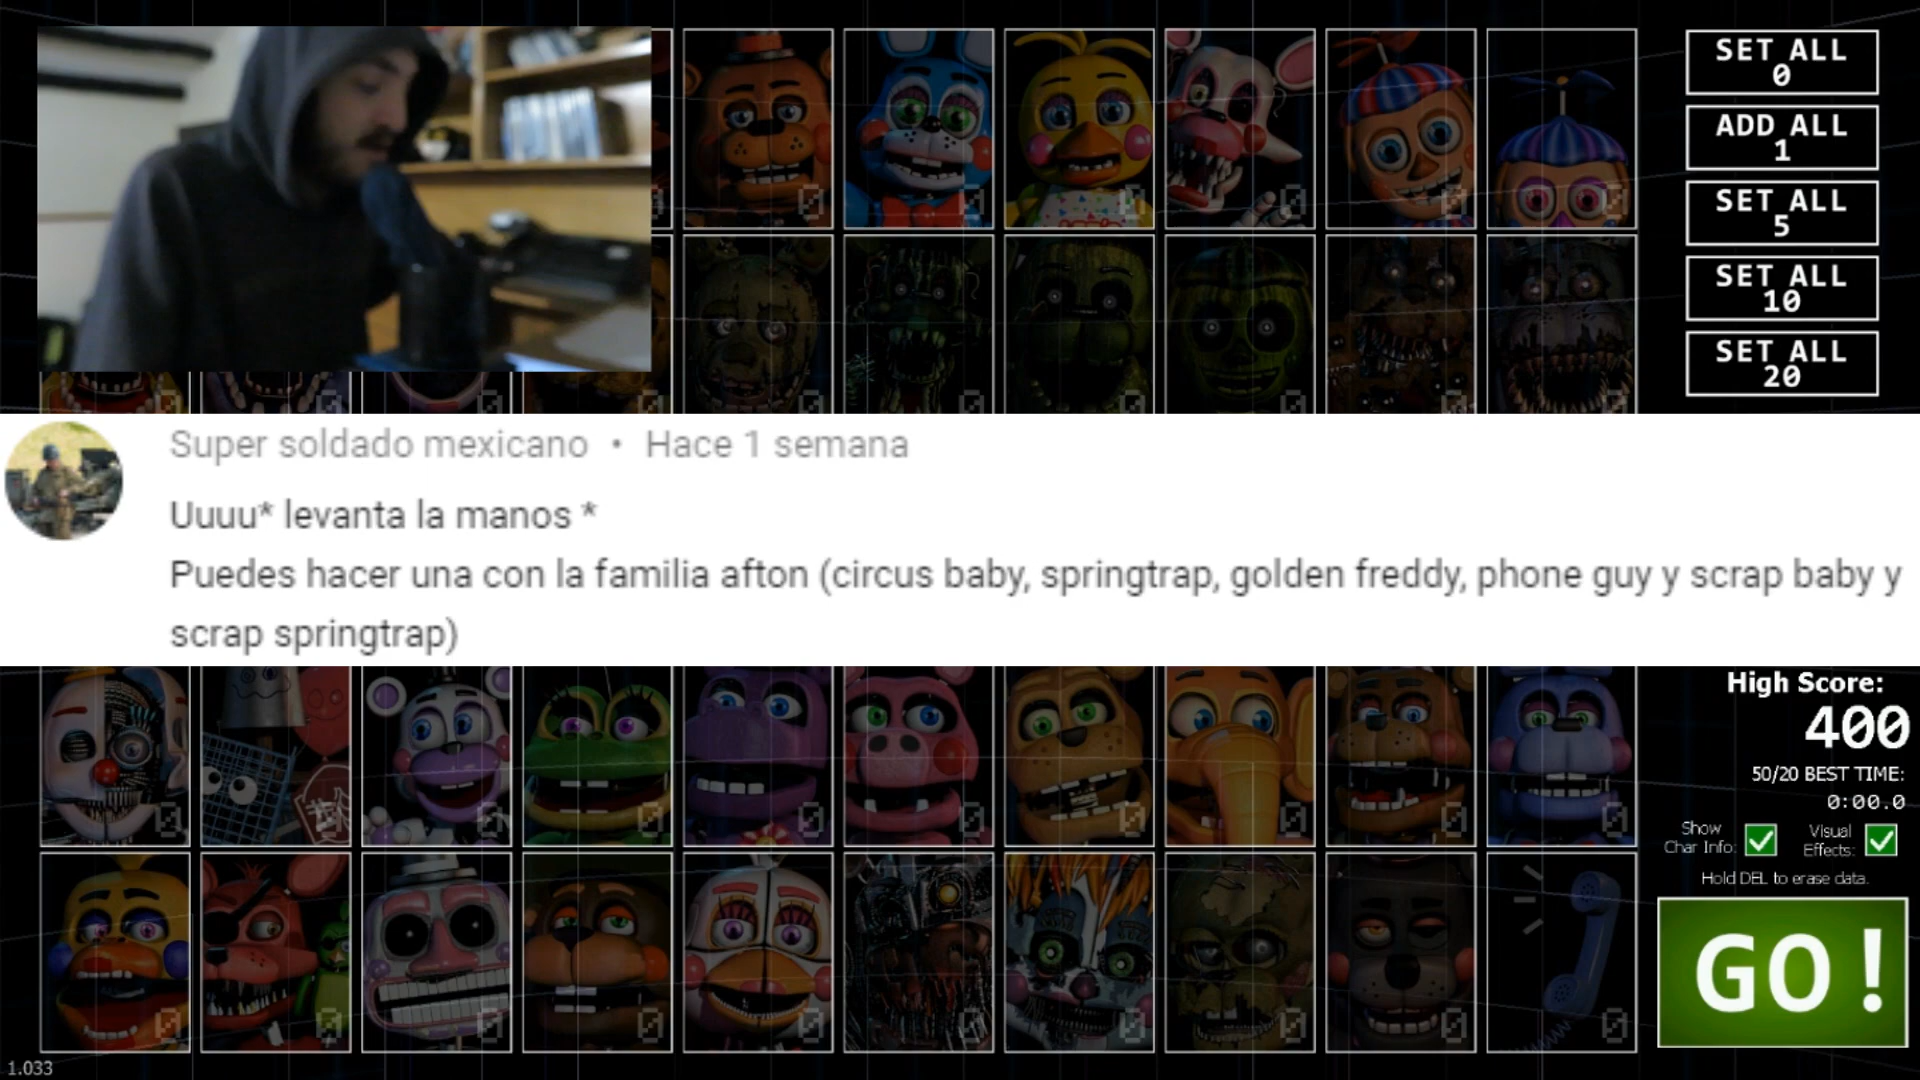 SET ALL
0
ADD ALL
1
SET ALL
5
SET ALL
10
SET ALL
20
Super soldado mexicano • Hace 1 semana
Uuuu* levanta la manos *
Puedes hacer una con la familia afton (circus baby, springtrap, golden freddy, phone guy y scrap baby y
scrap springtrap)
High Score:
400
50/20 BEST TIME:
0:00.0
Show
Char Info:
Visual
Effects:
Hold DEL to erase data.
GO!
1.033